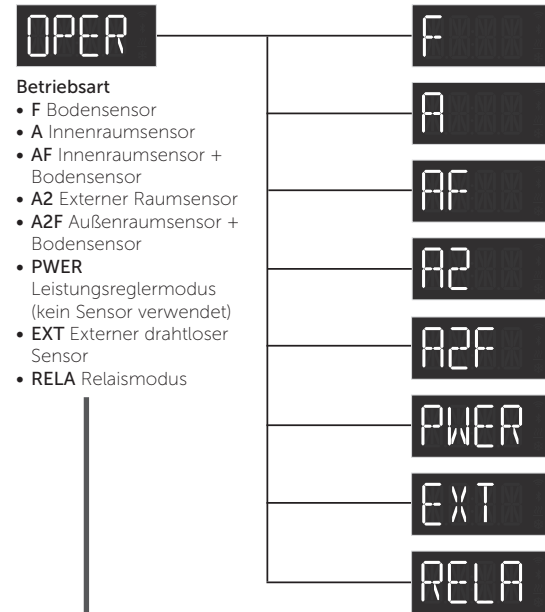 OPER
Betriebsart
• F Bodensensor
• A Innenraumsensor
• AF Innenraumsensor +
Bodensensor
• A2 Externer Raumsensor
• A2F Außenraumsensor +
Bodensensor
• PWER
Leistungsreglermodus
(kein Sensor verwendet)
• EXT Externer drahtloser
Sensor
• RELA Relaismodus
F
A
AF
A2
A2F
PWER
EXT
RELA